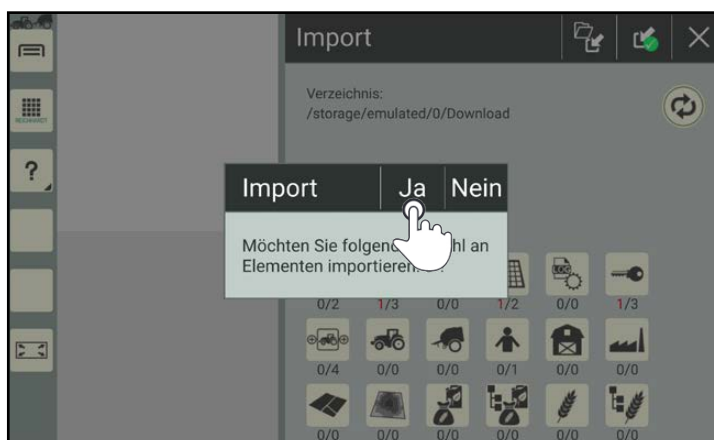 Import
Verzeichnis:
/storage/emulated/0/Download
REICHHARDT
?
Import Ja Nein
Möchten Sie hl an
Elementen importieren
LOG
0/2 1/3 0/0 1/2 0/0 1/3
0/4 0/0 0/0 0/1 0/0 0/0
0/0 0/0 0/0 0/0 0/0 0/0